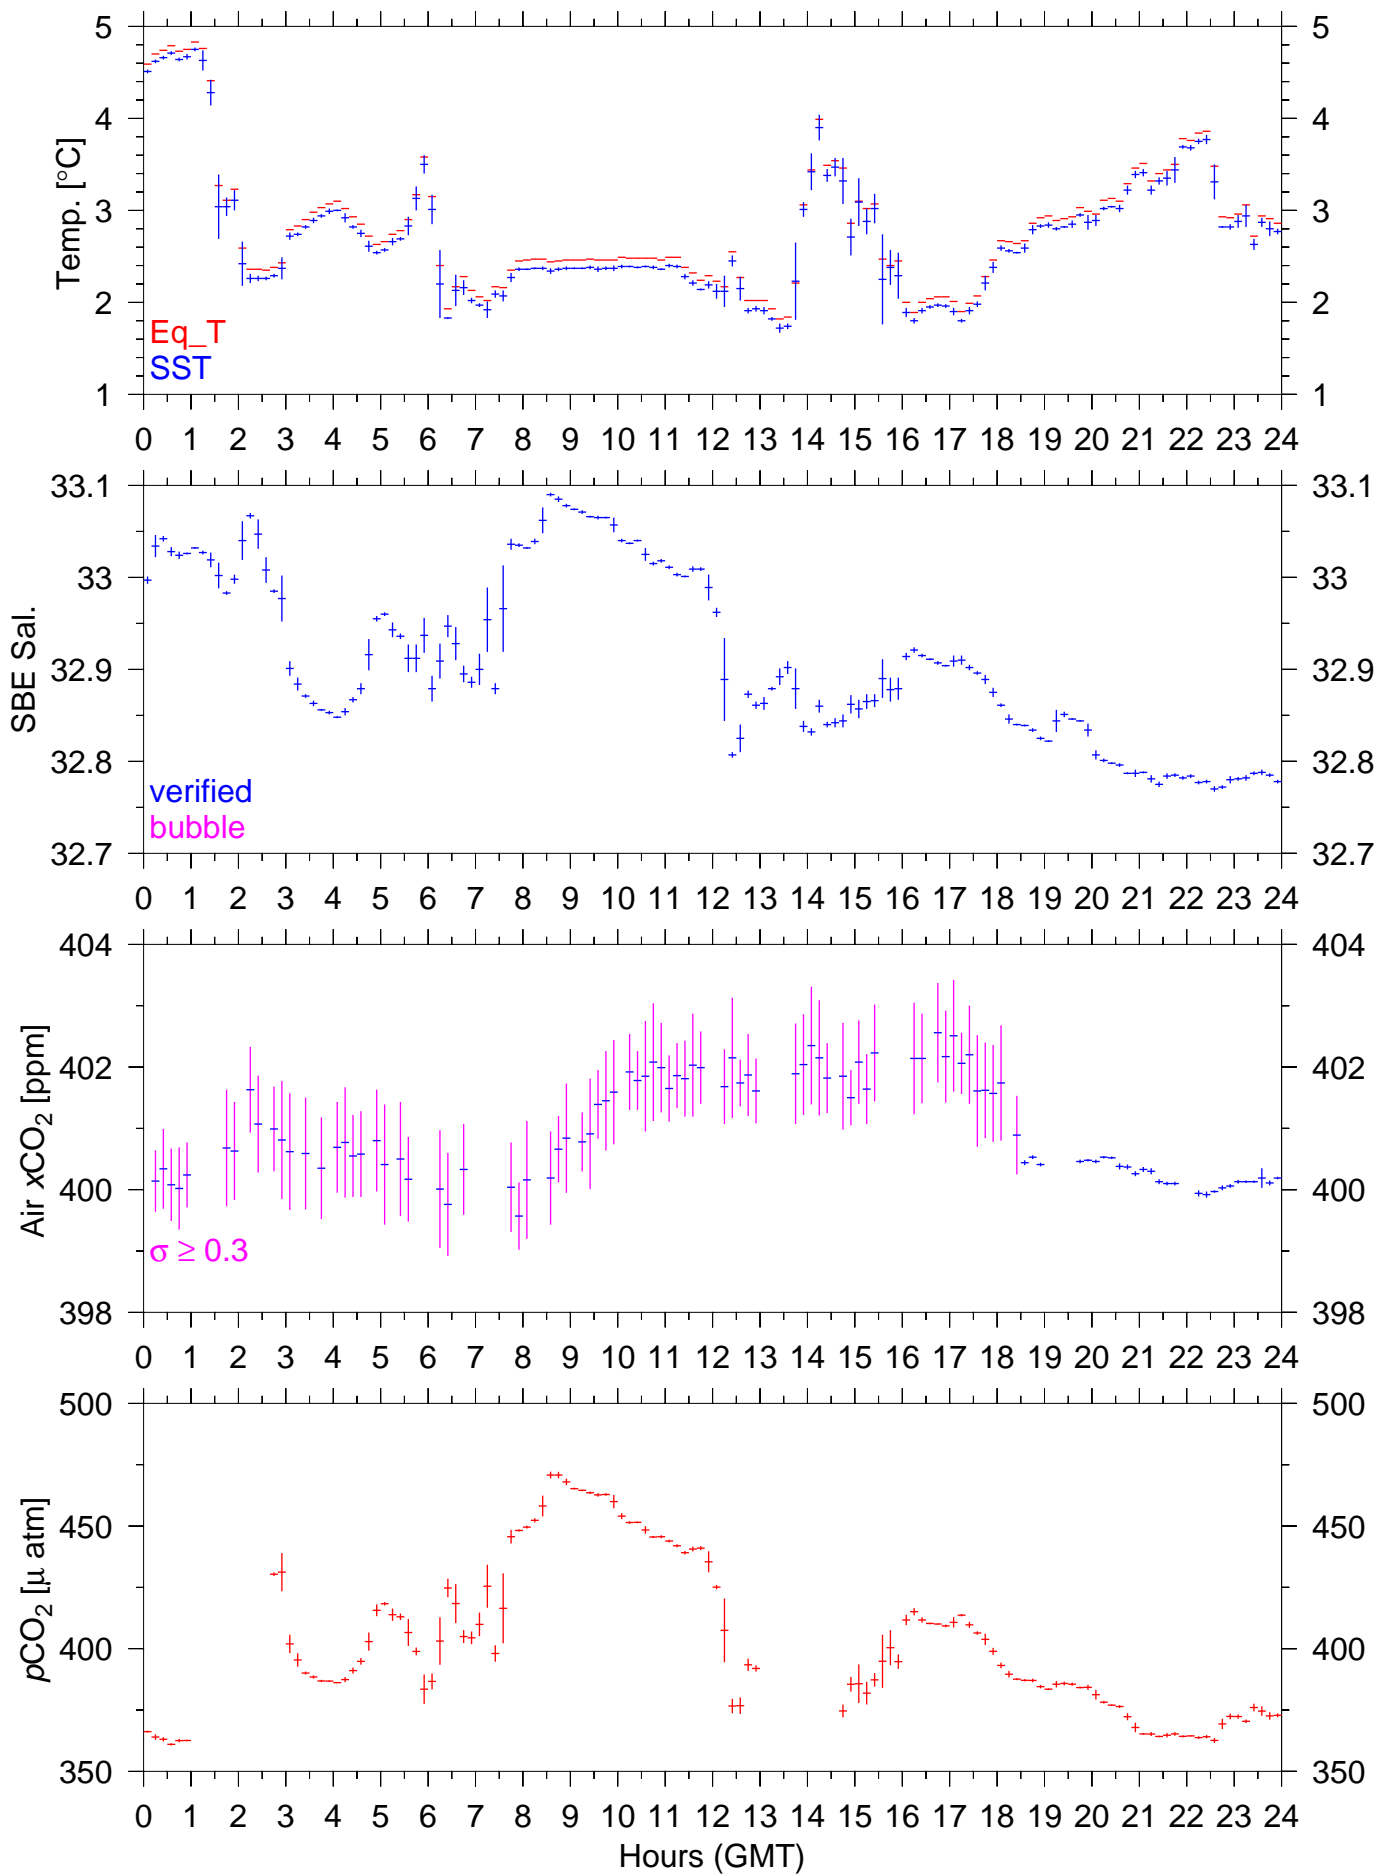 5 5
4 4
3 3
2 2
1 1
Temp. [°C]
Eq_T
SST
0 1 2 3 4 5 6 7 8 9 10 11 12 13 14 15 16 17 18 19 20 21 22 23 24
33.1 33.1
33 33
32.9 32.9
32.8 32.8
32.7 32.7
SBE Sal.
verified
bubble
0 1 2 3 4 5 6 7 8 9 10 11 12 13 14 15 16 17 18 19 20 21 22 23 24
404 404
402 402
400 400
398 398
Air xCO₂ [ppm]
σ ≥ 0.3
0 1 2 3 4 5 6 7 8 9 10 11 12 13 14 15 16 17 18 19 20 21 22 23 24
500 500
450 450
400 400
350 350
pCO₂ [μ atm]
0 1 2 3 4 5 6 7 8 9 10 11 12 13 14 15 16 17 18 19 20 21 22 23 24
Hours (GMT)